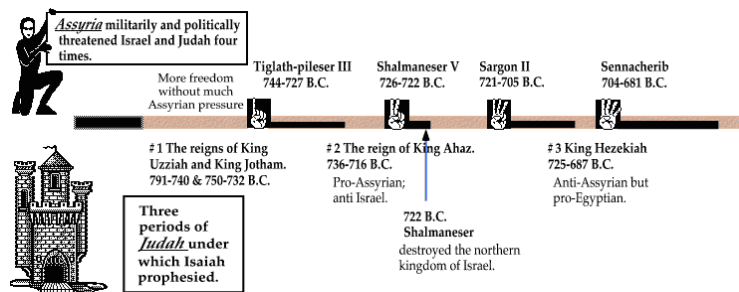 Assyria militarily and politically
threatened Israel and Judah four
times.
More freedom
without much
Assyrian pressure
Tiglath-pileser III
744-727 B.C.
Shalmaneser V
726-722 B.C.
Sargon II
721-705 B.C.
Sennacherib
704-681 B.C.
# 1 The reigns of King
Uzziah and King Jotham.
791-740 & 750-732 B.C.
# 2 The reign of King Ahaz.
736-716 B.C.
Pro-Assyrian;
anti Israel.
# 3 King Hezekiah
725-687 B.C.
Anti-Assyrian but
pro-Egyptian.
722 B.C.
Shalmaneser
destroyed the northern
kingdom of Israel.
Three
periods of
Judah under
which Isaiah
prophesied.